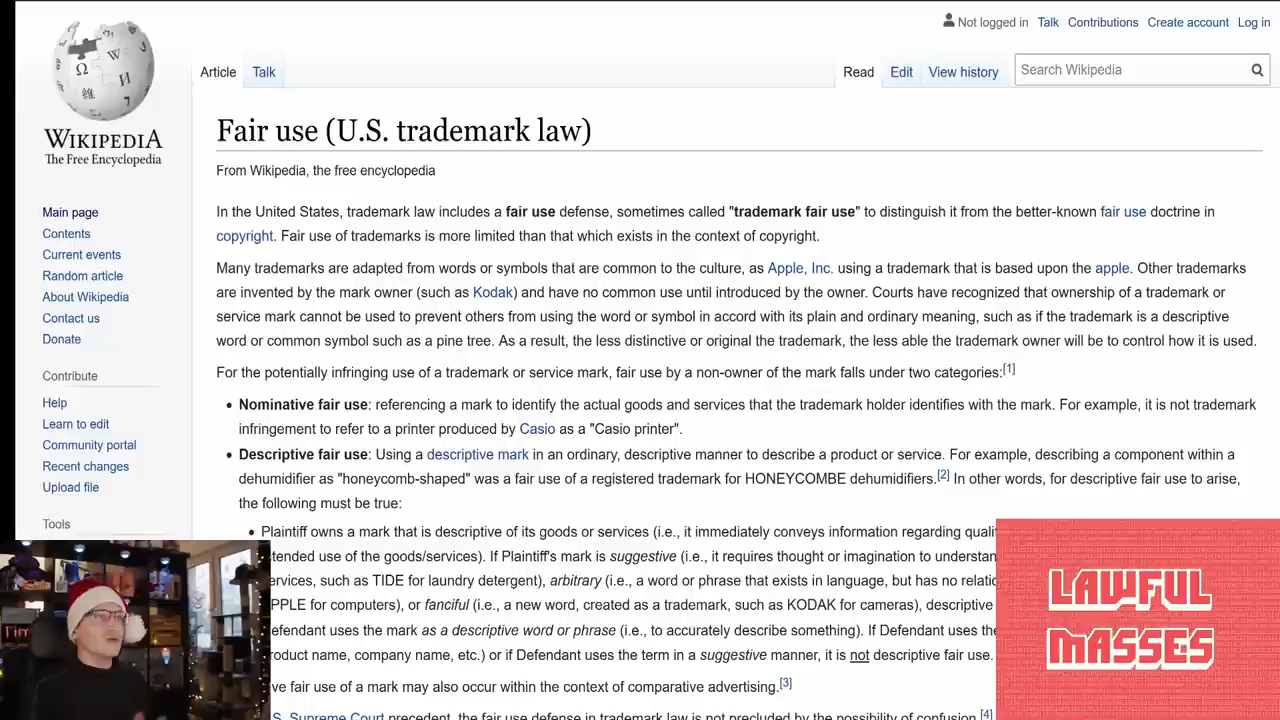 Not logged in Talk Contributions Create account Log in
Article Talk Read Edit View history Search Wikipedia
WIKIPEDIA
The Free Encyclopedia
Fair use (U.S. trademark law)
From Wikipedia, the free encyclopedia
Main page
Contents
Current events
Random article
About Wikipedia
Contact us
Donate
Contribute
Help
Learn to edit
Community portal
Recent changes
Upload file
Tools
In the United States, trademark law includes a fair use defense, sometimes called "trademark fair use" to distinguish it from the better-known fair use doctrine in
copyright. Fair use of trademarks is more limited than that which exists in the context of copyright.
Many trademarks are adapted from words or symbols that are common to the culture, as Apple, Inc. using a trademark that is based upon the apple. Other trademarks
are invented by the mark owner (such as Kodak) and have no common use until introduced by the owner. Courts have recognized that ownership of a trademark or
service mark cannot be used to prevent others from using the word or symbol in accord with its plain and ordinary meaning, such as if the trademark is a descriptive
word or common symbol such as a pine tree. As a result, the less distinctive or original the trademark, the less able the trademark owner will be to control how it is used.
For the potentially infringing use of a trademark or service mark, fair use by a non-owner of the mark falls under two categories:[1]
• Nominative fair use: referencing a mark to identify the actual goods and services that the trademark holder identifies with the mark. For example, it is not trademark
infringement to refer to a printer produced by Casio as a "Casio printer".
• Descriptive fair use: Using a descriptive mark in an ordinary, descriptive manner to describe a product or service. For example, describing a component within a
dehumidifier as "honeycomb-shaped" was a fair use of a registered trademark for HONEYCOMBE dehumidifiers.[2] In other words, for descriptive fair use to arise,
the following must be true:
• Plaintiff owns a mark that is descriptive of its goods or services (i.e., it immediately conveys information regarding qualit
tended use of the goods/services). If Plaintiff's mark is suggestive (i.e., it requires thought or imagination to understan
ervices, such as TIDE for laundry detergent), arbitrary (i.e., a word or phrase that exists in language, but has no relatio
PPLE for computers), or fanciful (i.e., a new word, created as a trademark, such as KODAK for cameras), descriptive
efendant uses the mark as a descriptive word or phrase (i.e., to accurately describe something). If Defendant uses the
roduct name, company name, etc.) or if Defendant uses the term in a suggestive manner, it is not descriptive fair use.
ve fair use of a mark may also occur within the context of comparative advertising.[3]
S. Supreme Court precedent, the fair use defense in trademark law is not precluded by the possibility of confusion.[4]
Tim
LAWFUL
MASSES